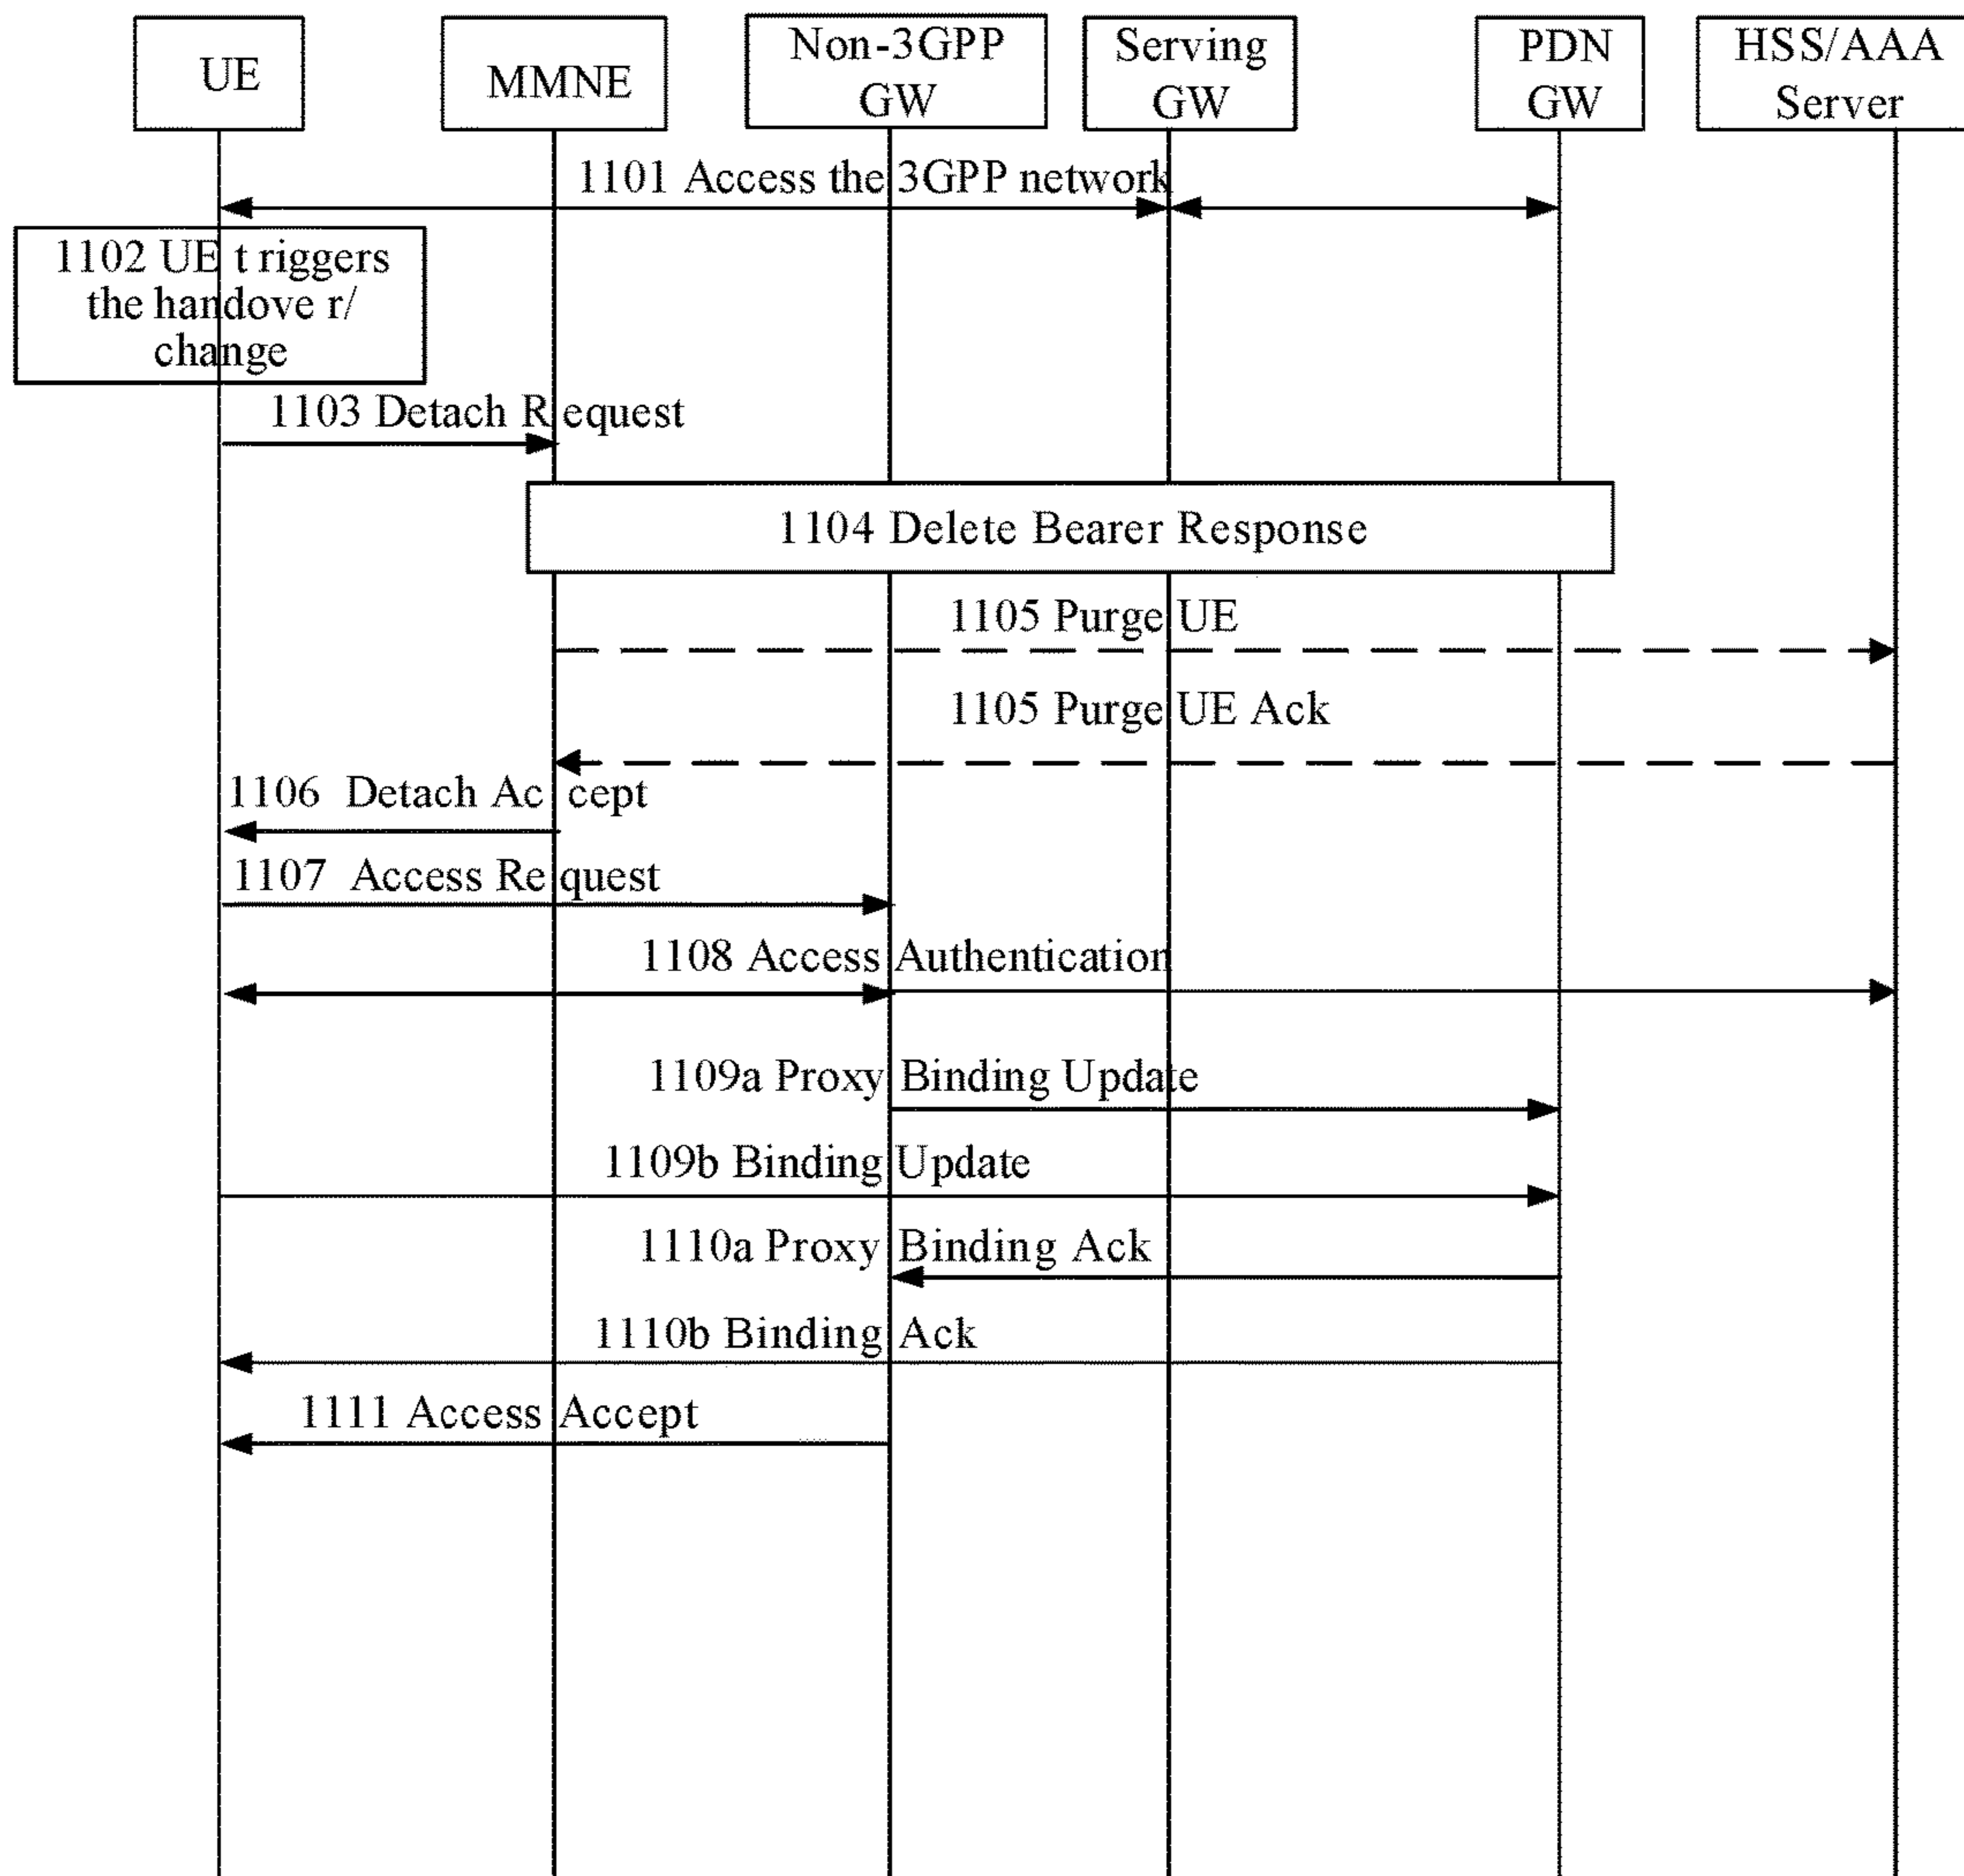 UE
MMNE
Non-3GPP
GW
Serving
GW
PDN
GW
HSS/AAA
Server
1101 Access the 3GPP network
1102 UE t riggers
the handove r/
change
1103 Detach R equest
1104 Delete Bearer Response
1105 Purge UE
1105 Purge UE Ack
1106 Detach Ac cept
1107 Access Re quest
1108 Access Authentication
1109a Proxy Binding Update
1109b Binding Update
1110a Proxy Binding Ack
1110b Binding Ack
1111 Access Accept